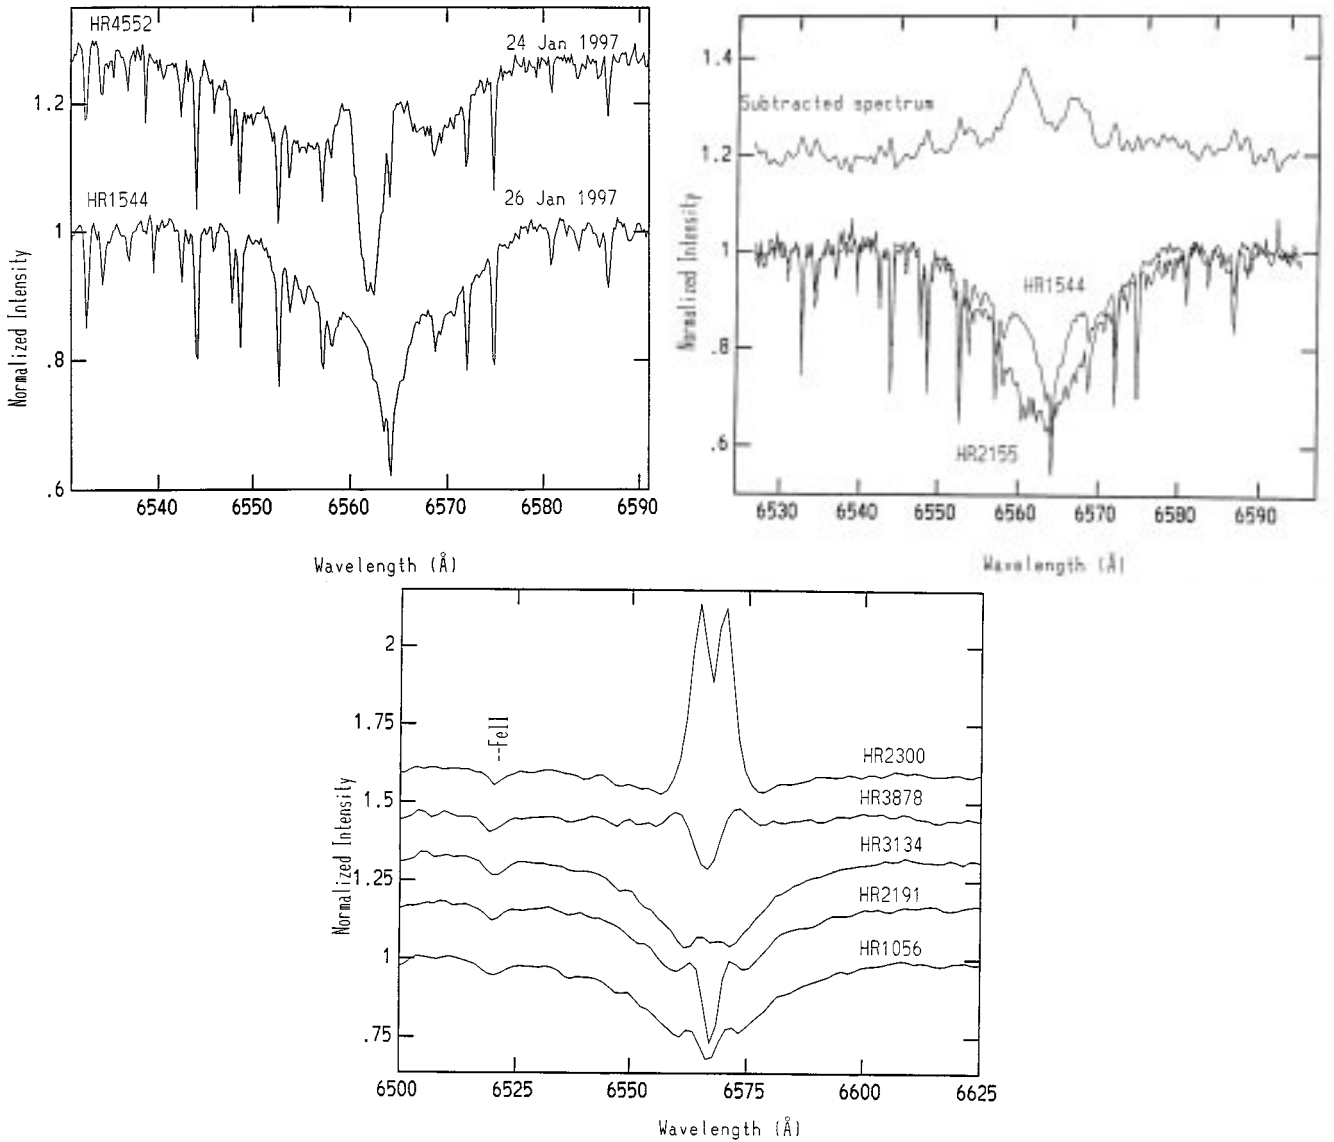 HR4552
24 Jan 1997
1.2
HR1544
26 Jan 1997
1
.8
.6
Normalized Intensity
6540
6550
6560
6570
6580
6590
Wavelength (Å)
1.4
Subtracted spectrum
1.2
1
HR1544
.8
HR2155
.6
Normalized Intensity
6530
6540
6550
6560
6570
6580
6590
Wavelength (Å)
2
1.75
--FeII
HR2300
1.5
HR3878
HR3134
1.25
HR2191
1
HR1056
.75
Normalized Intensity
6500
6525
6550
6575
6600
6625
Wavelength (Å)